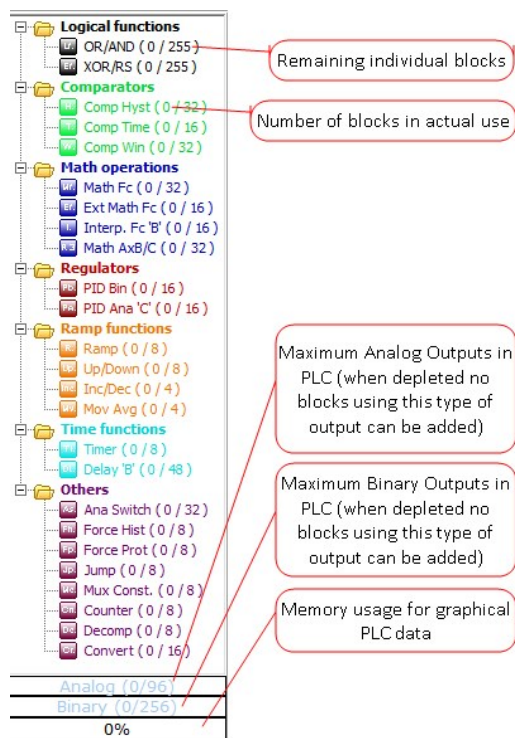 Logical functions
OR/AND ( 0 / 255 )
XOR/RS ( 0 / 255 )
Comparators
Comp Hyst ( 0 / 32 )
Comp Time ( 0 / 16 )
Comp Win ( 0 / 32 )
Math operations
Math Fc ( 0 / 32 )
Ext Math Fc ( 0 / 16 )
Interp. Fc 'B' ( 0 / 16 )
Math AxB/C ( 0 / 32 )
Regulators
PID Bin ( 0 / 16 )
PID Ana 'C' ( 0 / 16 )
Ramp functions
Ramp ( 0 / 8 )
Up/Down ( 0 / 8 )
Inc/Dec ( 0 / 4 )
Mov Avg ( 0 / 4 )
Time functions
Timer ( 0 / 8 )
Delay 'B' ( 0 / 48 )
Others
Ana Switch ( 0 / 32 )
Force Hist ( 0 / 8 )
Force Prot ( 0 / 8 )
Jump ( 0 / 8 )
Mux Const. ( 0 / 8 )
Counter ( 0 / 8 )
Decomp ( 0 / 8 )
Convert ( 0 / 16 )
Analog (0/96)
Binary (0/256)
0%
Remaining individual blocks
Number of blocks in actual use
Maximum Analog Outputs in
PLC (when depleted no
blocks using this type of
output can be added)
Maximum Binary Outputs in
PLC (when depleted no
blocks using this type of
output can be added)
Memory usage for graphical
PLC data